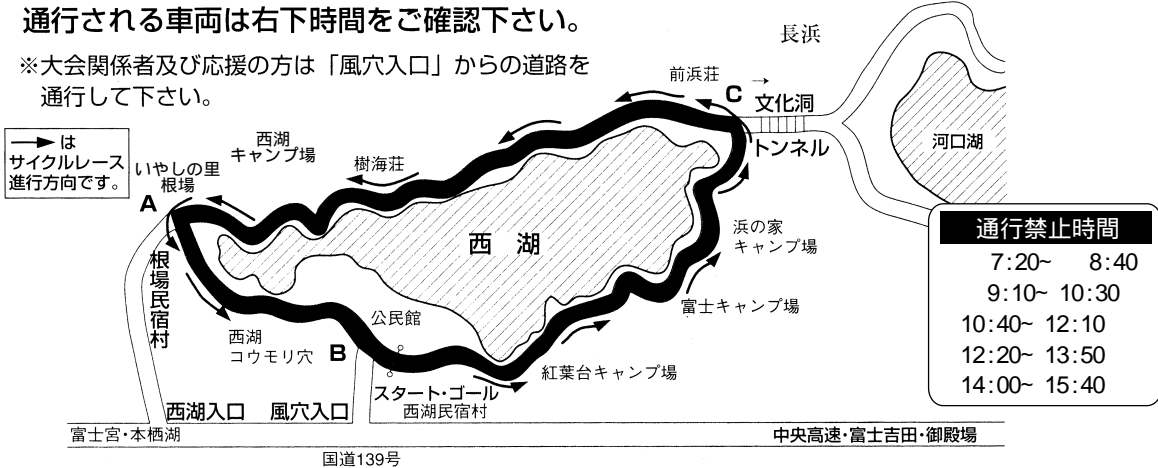 通行される車両は右下時間をご確認下さい。
※大会関係者及び応援の方は「風穴入口」からの道路を
通行して下さい。
→は
サイクルレース
進行方向です。
長浜
前浜荘
C
→
文化洞
トンネル
河口湖
西湖
キャンプ場
樹海荘
いやしの里
根場
A
根場民宿村
西 湖
浜の家
キャンプ場
富士キャンプ場
紅葉台キャンプ場
公民館
西湖
コウモリ穴
B
スタート・ゴール
西湖民宿村
西湖入口
風穴入口
富士宮・本栖湖
中央高速・富士吉田・御殿場
国道139号
通行禁止時間
7:20~ 8:40
9:10~ 10:30
10:40~ 12:10
12:20~ 13:50
14:00~ 15:40